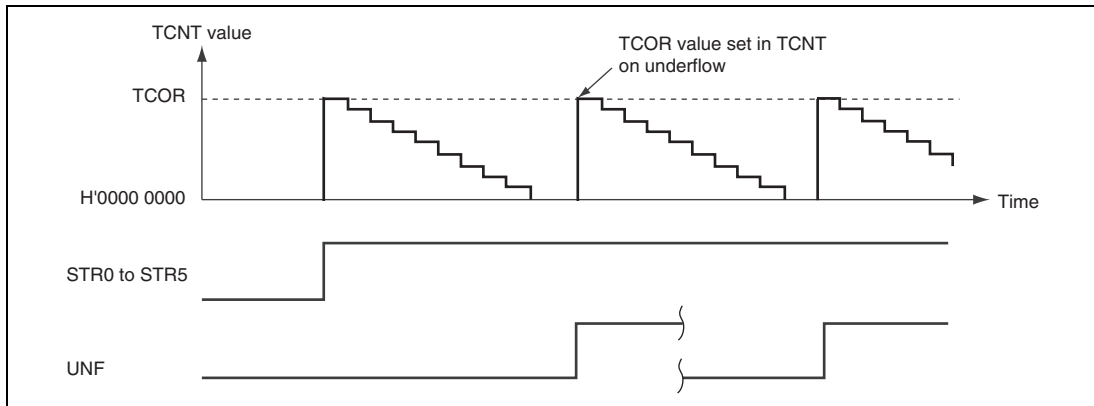 TCNT value
TCOR value set in TCNT
on underflow
TCOR
H'0000 0000
Time
STR0 to STR5
UNF